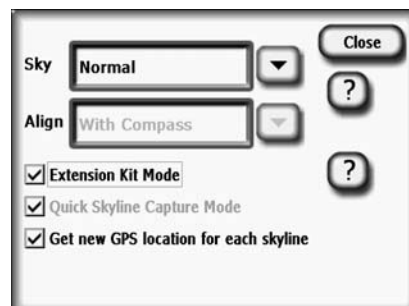 Close
Sky Normal
?
Align With Compass
Extension Kit Mode
?
Quick Skyline Capture Mode
Get new GPS location for each skyline